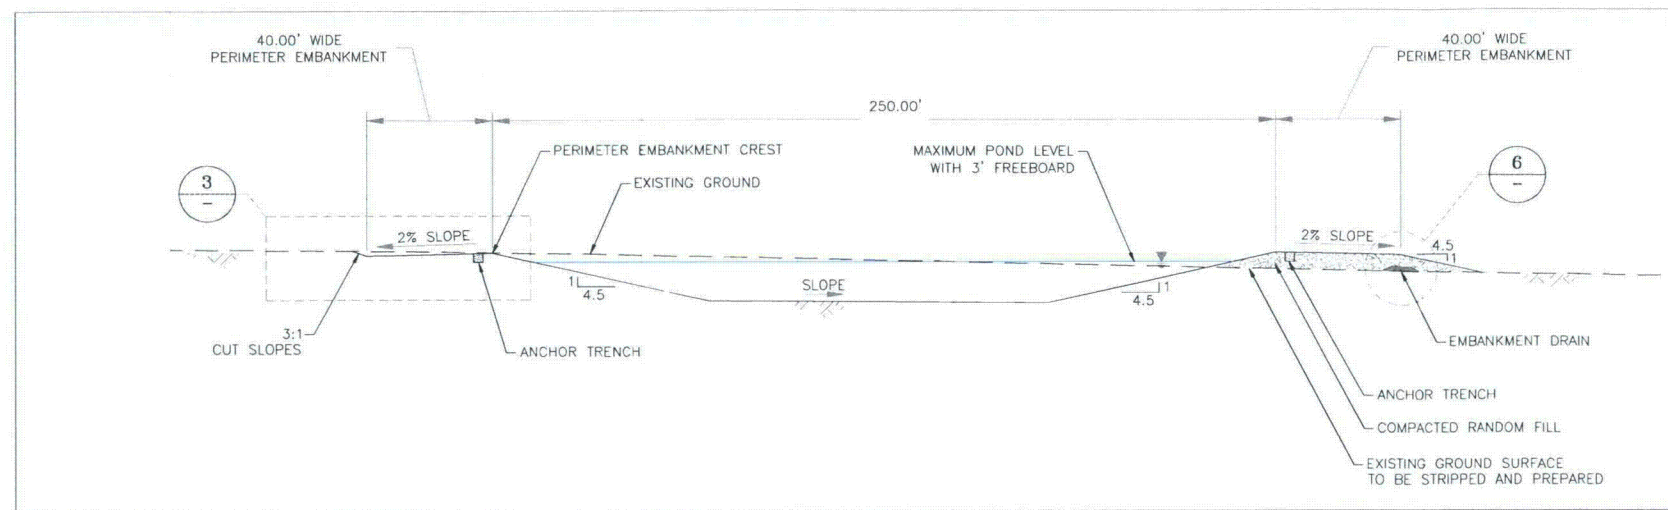 40.00' WIDE
PERIMETER EMBANKMENT
40.00' WIDE
PERIMETER EMBANKMENT
250.00'
PERIMETER EMBANKMENT CREST
EXISTING GROUND
MAXIMUM POND LEVEL
WITH 3' FREEBOARD
3
–
6
–
2% SLOPE
2% SLOPE
4.5
1
1
4.5
SLOPE
1
4.5
3:1
CUT SLOPES
ANCHOR TRENCH
EMBANKMENT DRAIN
ANCHOR TRENCH
COMPACTED RANDOM FILL
EXISTING GROUND SURFACE
TO BE STRIPPED AND PREPARED